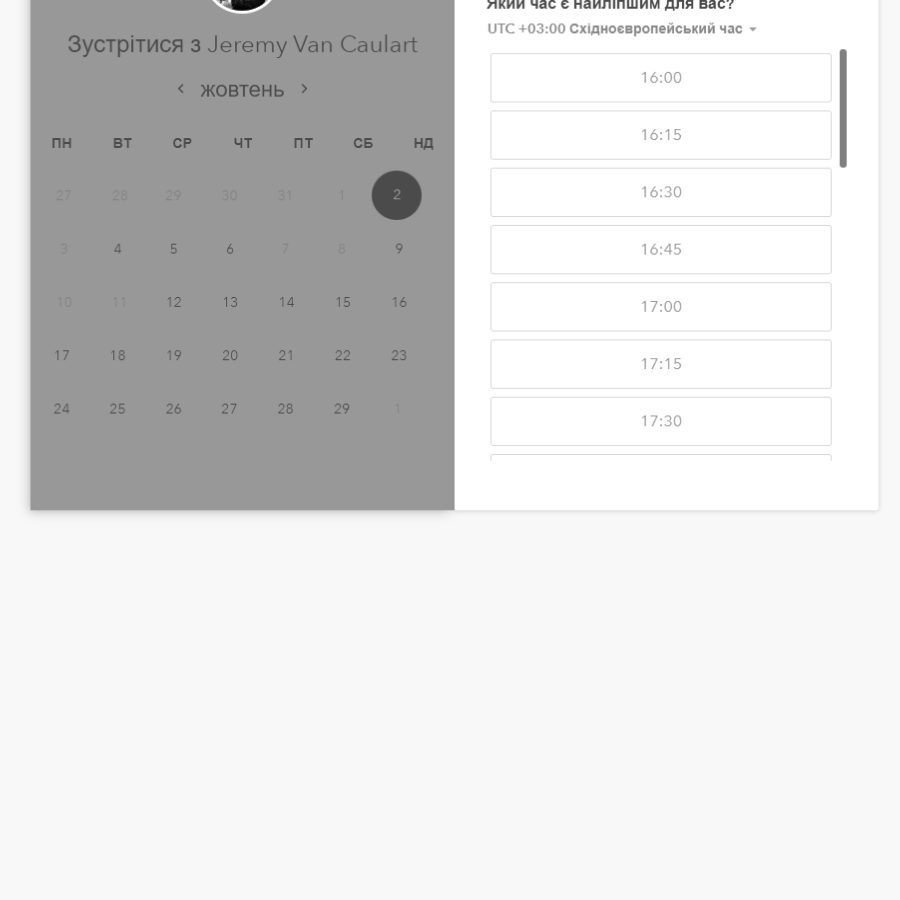 Зустрітися з Jeremy Van Caulart
жовтень
ПН ВТ СР ЧТ ПТ СБ НД
27 28 29 30 31 1 2
3 4 5 6 7 8 9
10 11 12 13 14 15 16
17 18 19 20 21 22 23
24 25 26 27 28 29 1
Який час є найліпшим для вас?
UTC +03:00 Східноєвропейський час
16:00
16:15
16:30
16:45
17:00
17:15
17:30